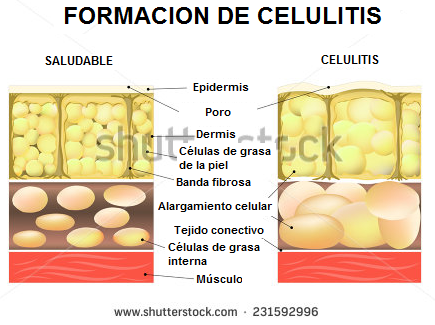 FORMACION DE CELULITIS
SALUDABLE
CELULITIS
Epidermis
Poro
Dermis
Células de grasa
de la piel
Banda fibrosa
Alargamiento celular
Tejido conectivo
Células de grasa
interna
Músculo
shutterstock
www.shutterstock.com · 231592996